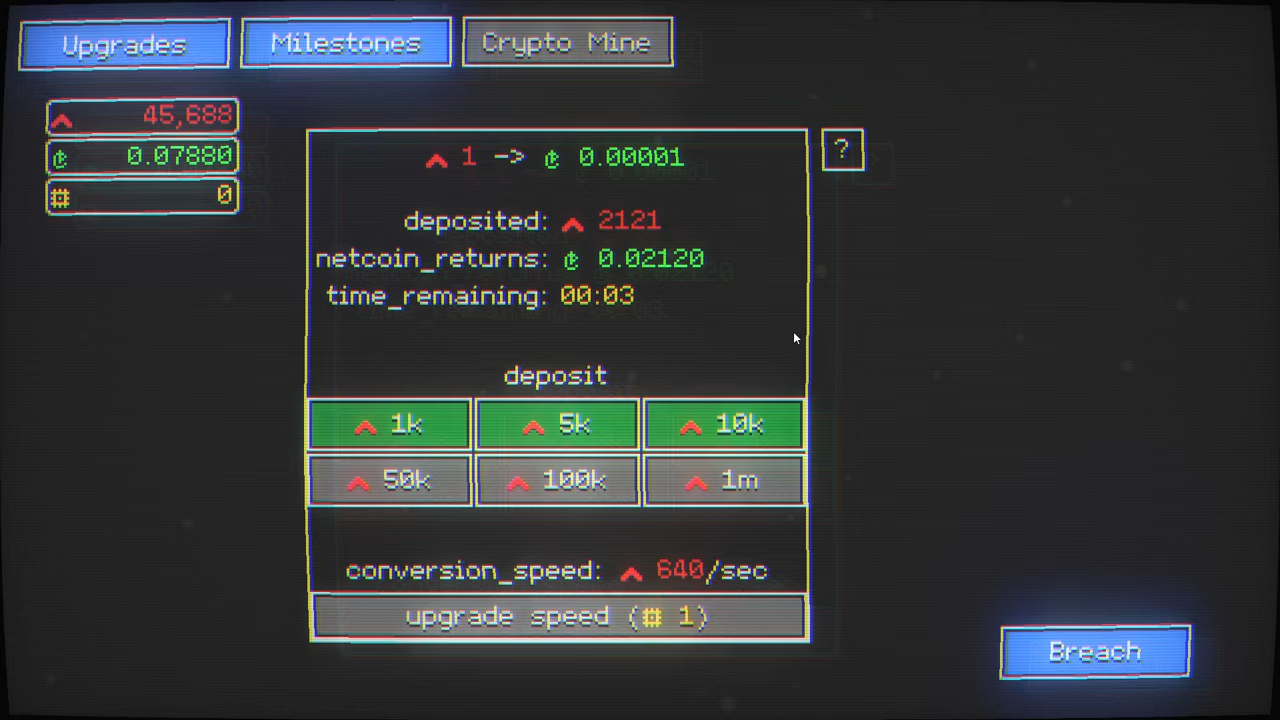 Upgrades Milestones Crypto Mine
45,688
0.07880
0
1 -> 0.00001
?
deposited: 2121
netcoin_returns: 0.02120
time_remaining: 00:03
deposit
1k 5k 10k
50k 100k 1m
conversion_speed: 640/sec
upgrade speed (⌗ 1)
Breach